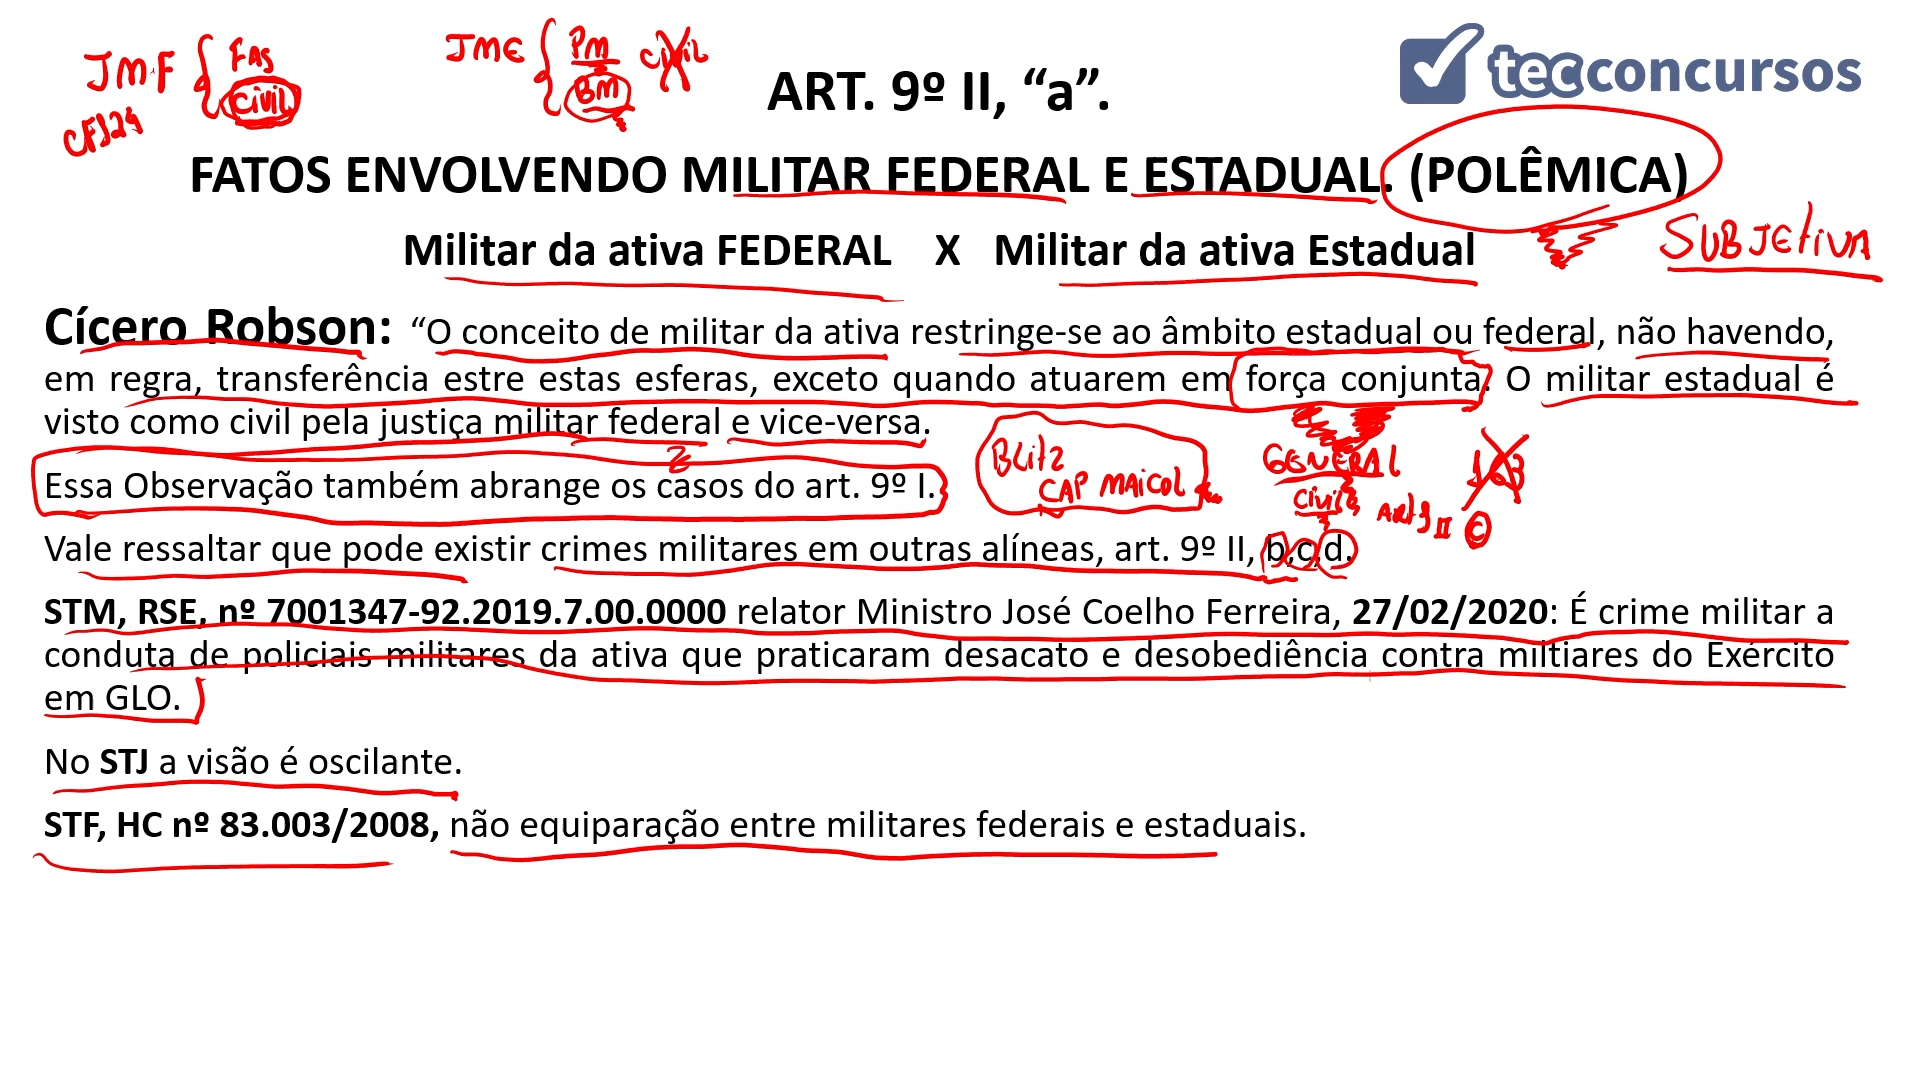 JMF { FAS
Civil
CF124
JME { PM Civil
BM
ART. 9º II, “a”.
tecconcursos
FATOS ENVOLVENDO MILITAR FEDERAL E ESTADUAL. (POLÊMICA)
SUBJETIVA
Militar da ativa FEDERAL X Militar da ativa Estadual
Cícero Robson: “O conceito de militar da ativa restringe-se ao âmbito estadual ou federal, não havendo,
em regra, transferência estre estas esferas, exceto quando atuarem em força conjunta. O militar estadual é
visto como civil pela justiça militar federal e vice-versa.
Blitz
CAP MAICOL
GENERAL
Civil
ART 9 II C
Essa Observação também abrange os casos do art. 9º I.
Vale ressaltar que pode existir crimes militares em outras alíneas, art. 9º II, b,c,d.
STM, RSE, nº 7001347-92.2019.7.00.0000 relator Ministro José Coelho Ferreira, 27/02/2020: É crime militar a
conduta de policiais militares da ativa que praticaram desacato e desobediência contra miltiares do Exército
em GLO.
No STJ a visão é oscilante.
STF, HC nº 83.003/2008, não equiparação entre militares federais e estaduais.